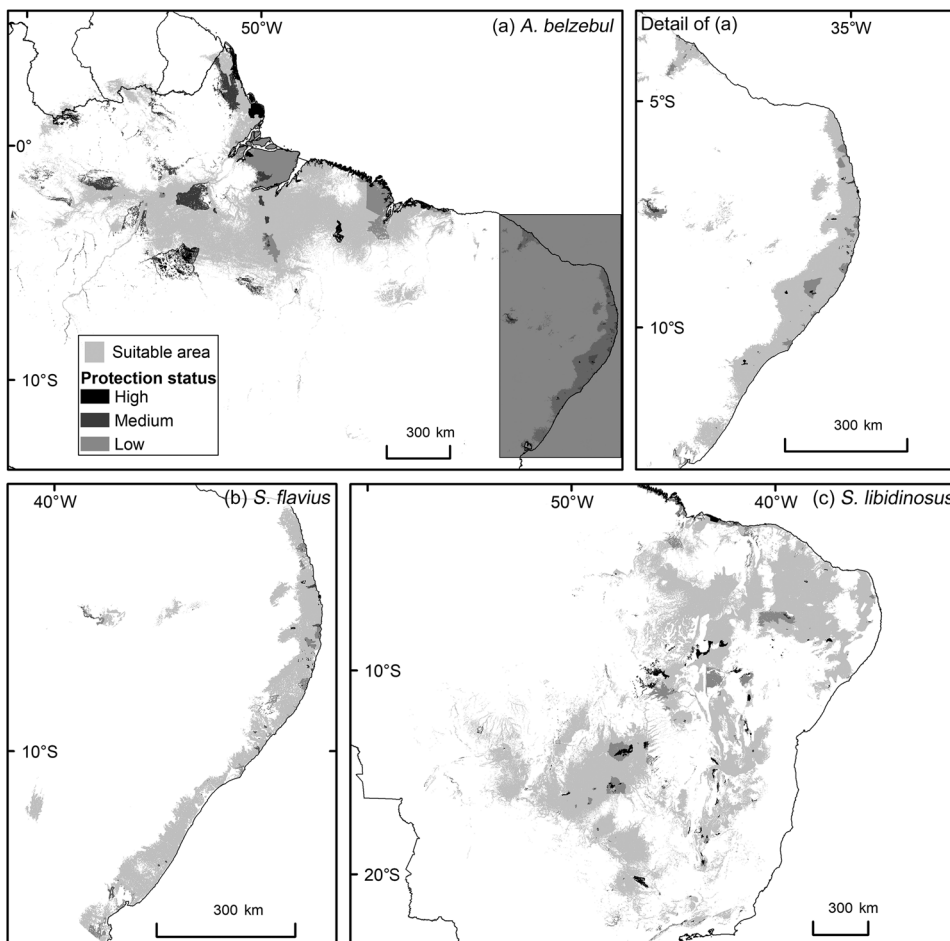 50°W
(a) A. belzebul
0°
10°S
Suitable area
Protection status
High
Medium
Low
300 km
Detail of (a)
35°W
5°S
10°S
300 km
40°W
(b) S. flavius
10°S
300 km
50°W
40°W
(c) S. libidinosus
10°S
20°S
300 km